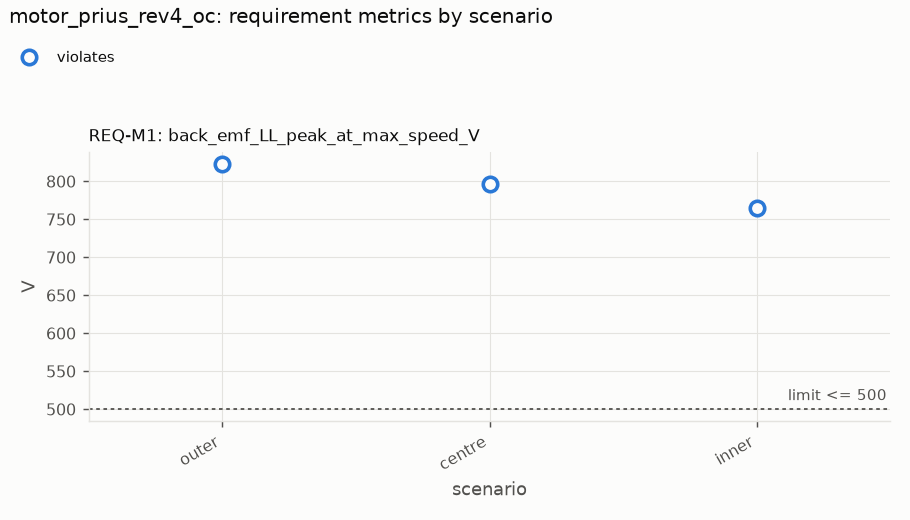 motor_prius_rev4_oc: requirement metrics by scenario
violates
REQ-M1: back_emf_LL_peak_at_max_speed_V
800
750
700
650
600
550
500
V
limit <= 500
outer
centre
inner
scenario